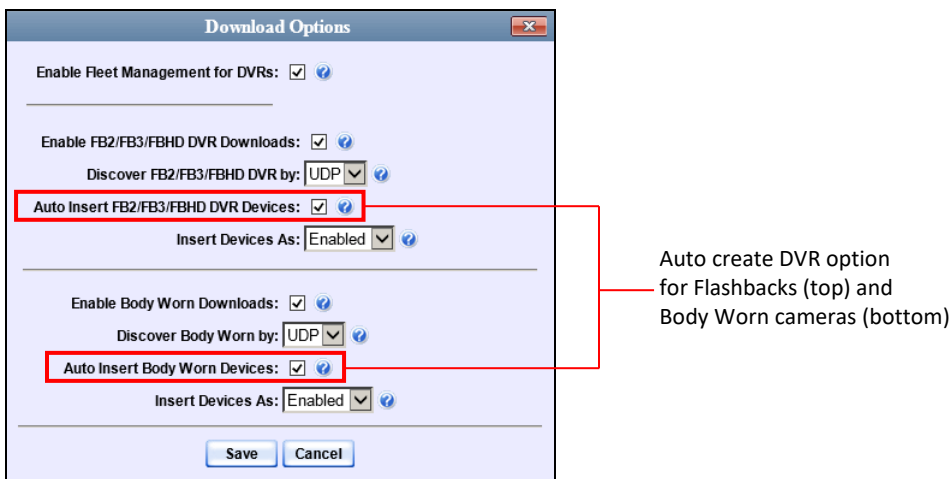 Download Options
Enable Fleet Management for DVRs:
Enable FB2/FB3/FBHD DVR Downloads:
Discover FB2/FB3/FBHD DVR by: UDP
Auto Insert FB2/FB3/FBHD DVR Devices:
Insert Devices As: Enabled
Enable Body Worn Downloads:
Discover Body Worn by: UDP
Auto Insert Body Worn Devices:
Insert Devices As: Enabled
Save Cancel
Auto create DVR option
for Flashbacks (top) and
Body Worn cameras (bottom)